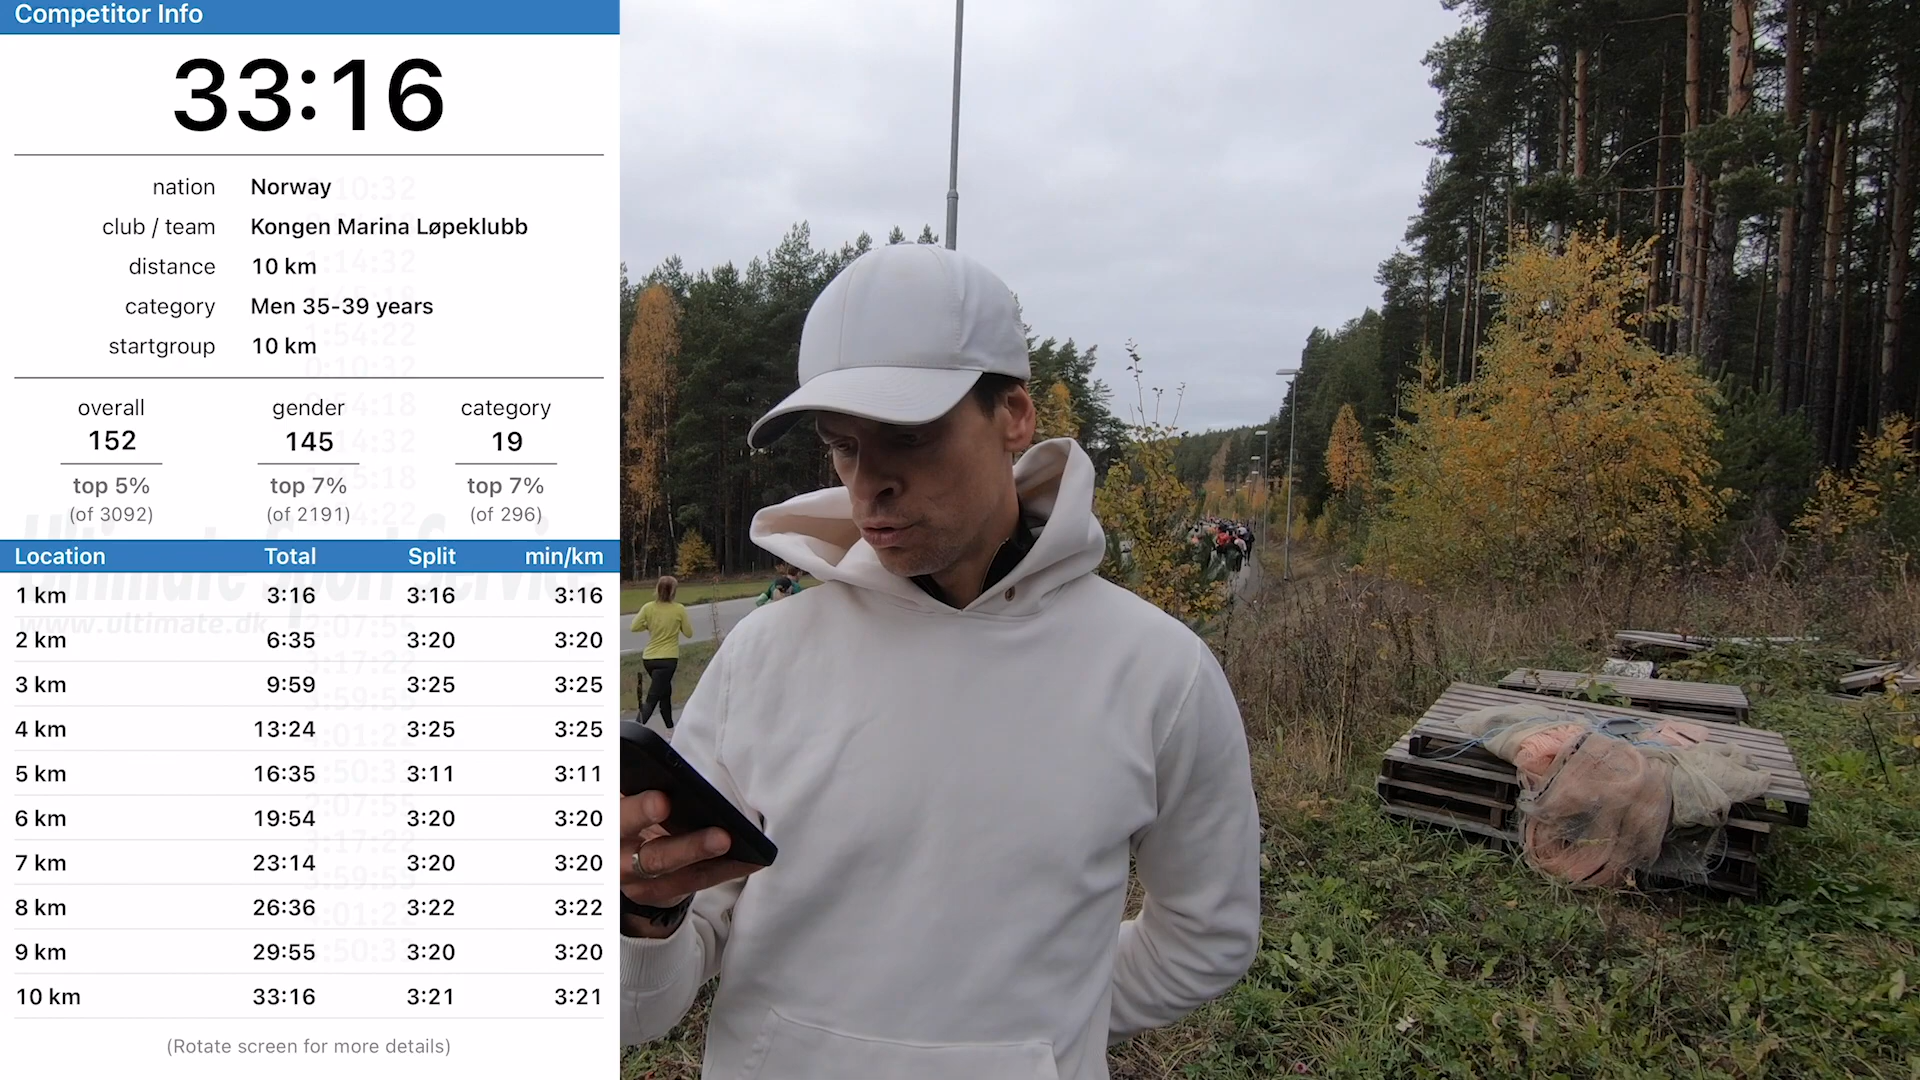 Competitor Info
33:16
nation Norway
club / team Kongen Marina Løpeklubb
distance 10 km
category Men 35-39 years
startgroup 10 km
overall gender category
152 145 19
top 5% top 7% top 7%
(of 3092) (of 2191) (of 296)
Ultimate Sport Service
www.ultimate.dk
Location Total Split min/km
1 km 3:16 3:16 3:16
2 km 6:35 3:20 3:20
3 km 9:59 3:25 3:25
4 km 13:24 3:25 3:25
5 km 16:35 3:11 3:11
6 km 19:54 3:20 3:20
7 km 23:14 3:20 3:20
8 km 26:36 3:22 3:22
9 km 29:55 3:20 3:20
10 km 33:16 3:21 3:21
(Rotate screen for more details)